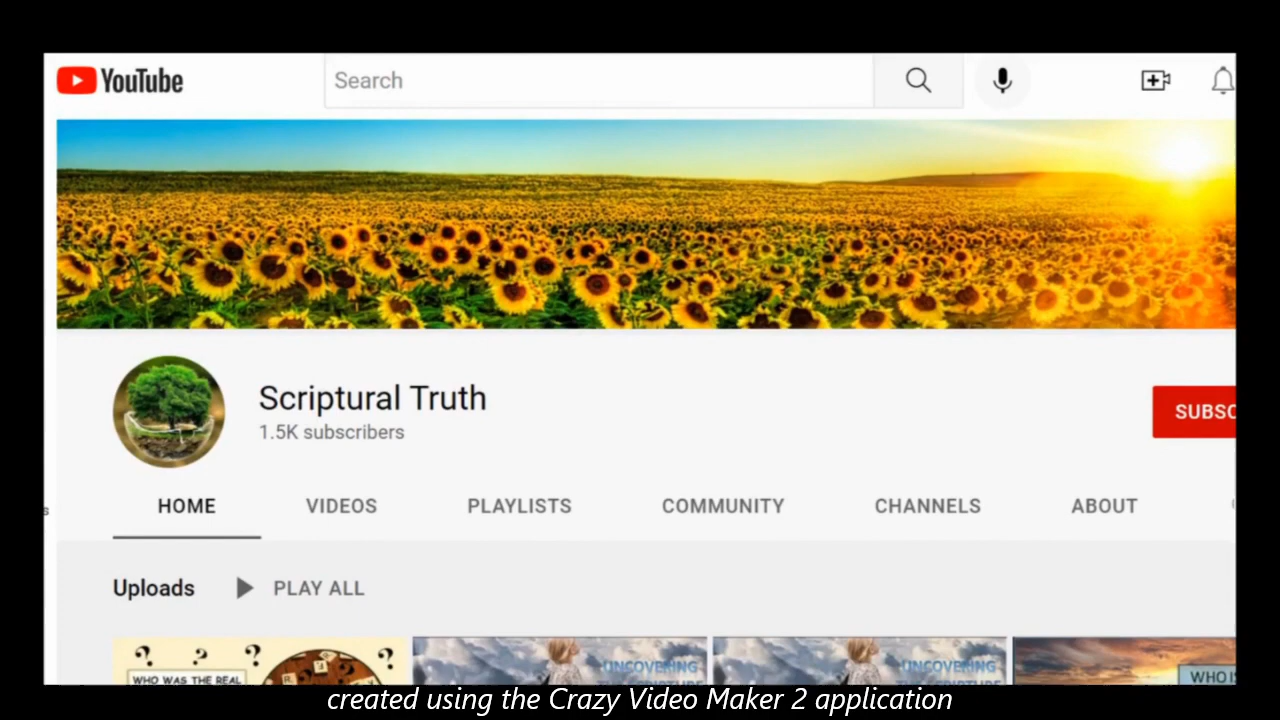 YouTube
Search
Scriptural Truth
1.5K subscribers
SUBSC
HOME VIDEOS PLAYLISTS COMMUNITY CHANNELS ABOUT
Uploads PLAY ALL
? ? ? ?
WHO WAS THE REAL
UNCOVERING
UNCOVERING
WHO I
created using the Crazy Video Maker 2 application